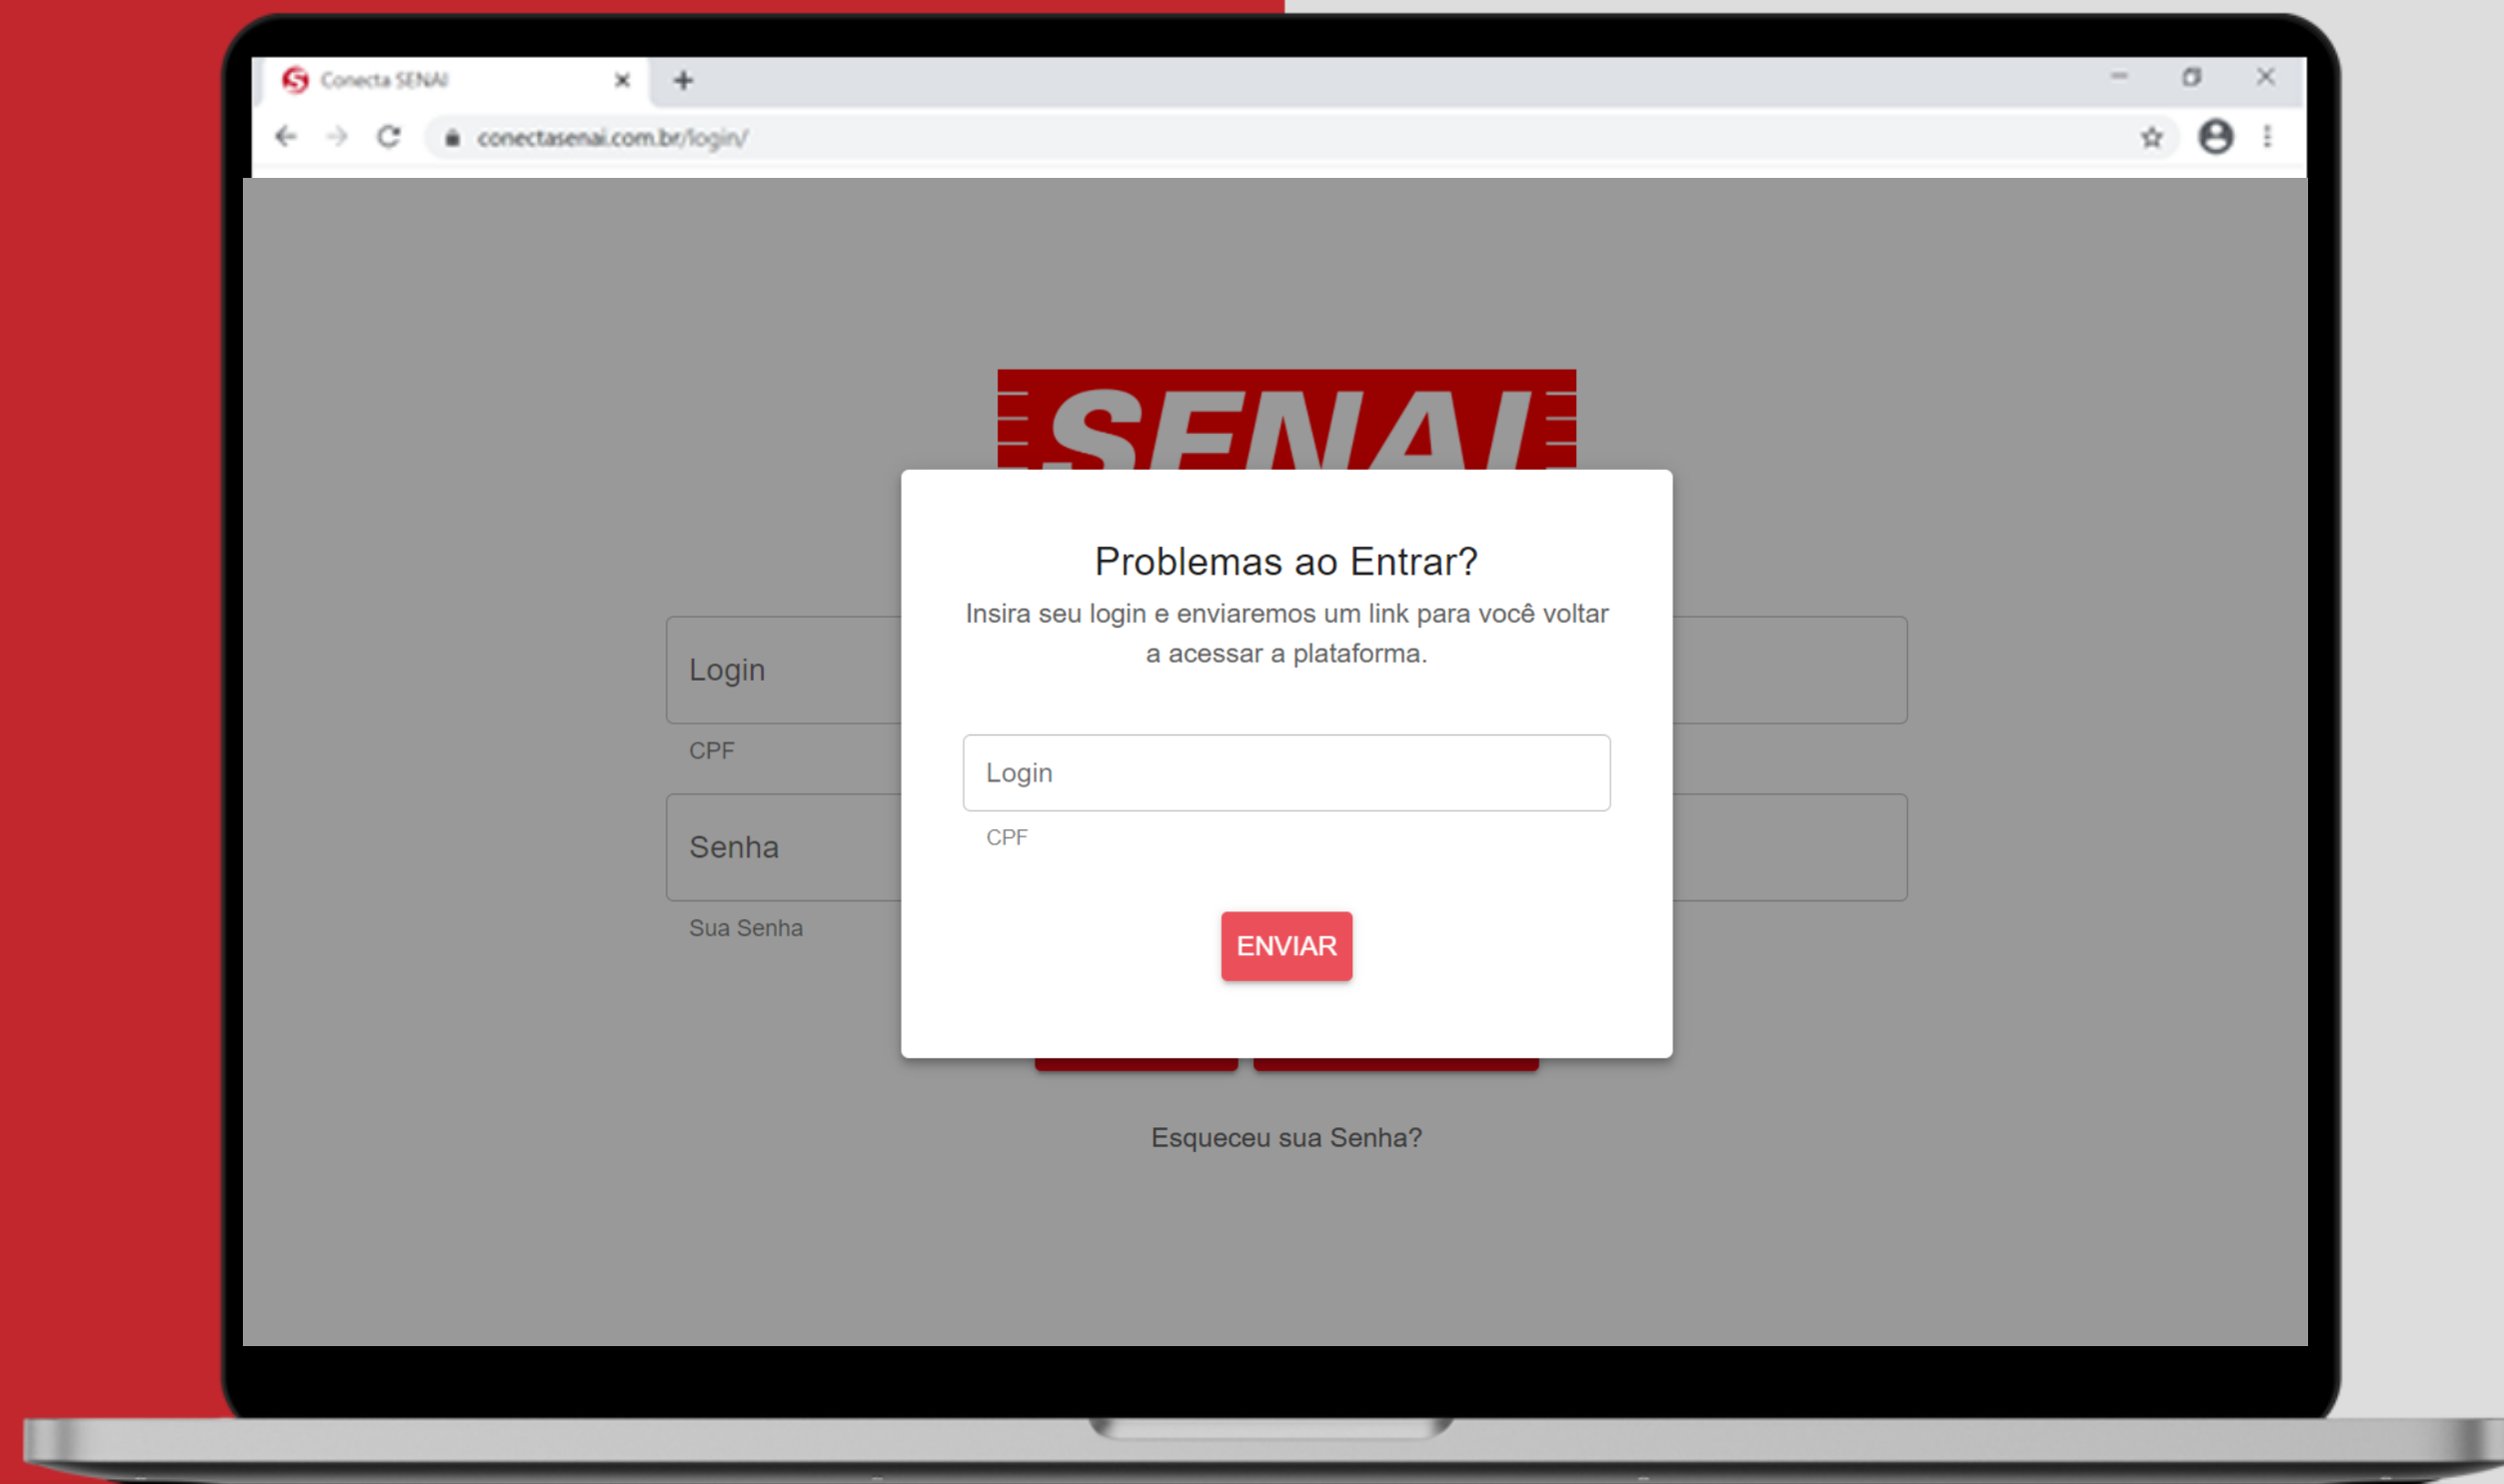 Conecta SENAI
conectasenai.com.br/login/
SENAI
Problemas ao Entrar?
Insira seu login e enviaremos um link para você voltar
a acessar a plataforma.
Login
CPF
Login
CPF
Senha
Sua Senha
ENVIAR
Esqueceu sua Senha?